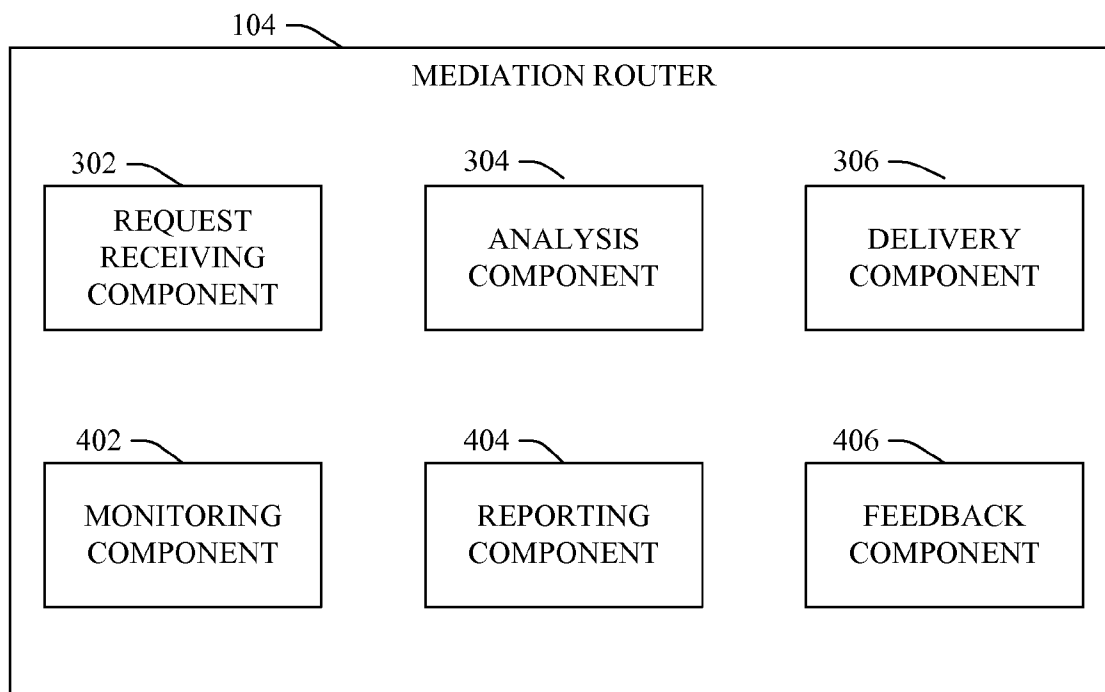 104
MEDIATION ROUTER
302
304
306
REQUEST
RECEIVING
COMPONENT
ANALYSIS
COMPONENT
DELIVERY
COMPONENT
402
404
406
MONITORING
COMPONENT
REPORTING
COMPONENT
FEEDBACK
COMPONENT